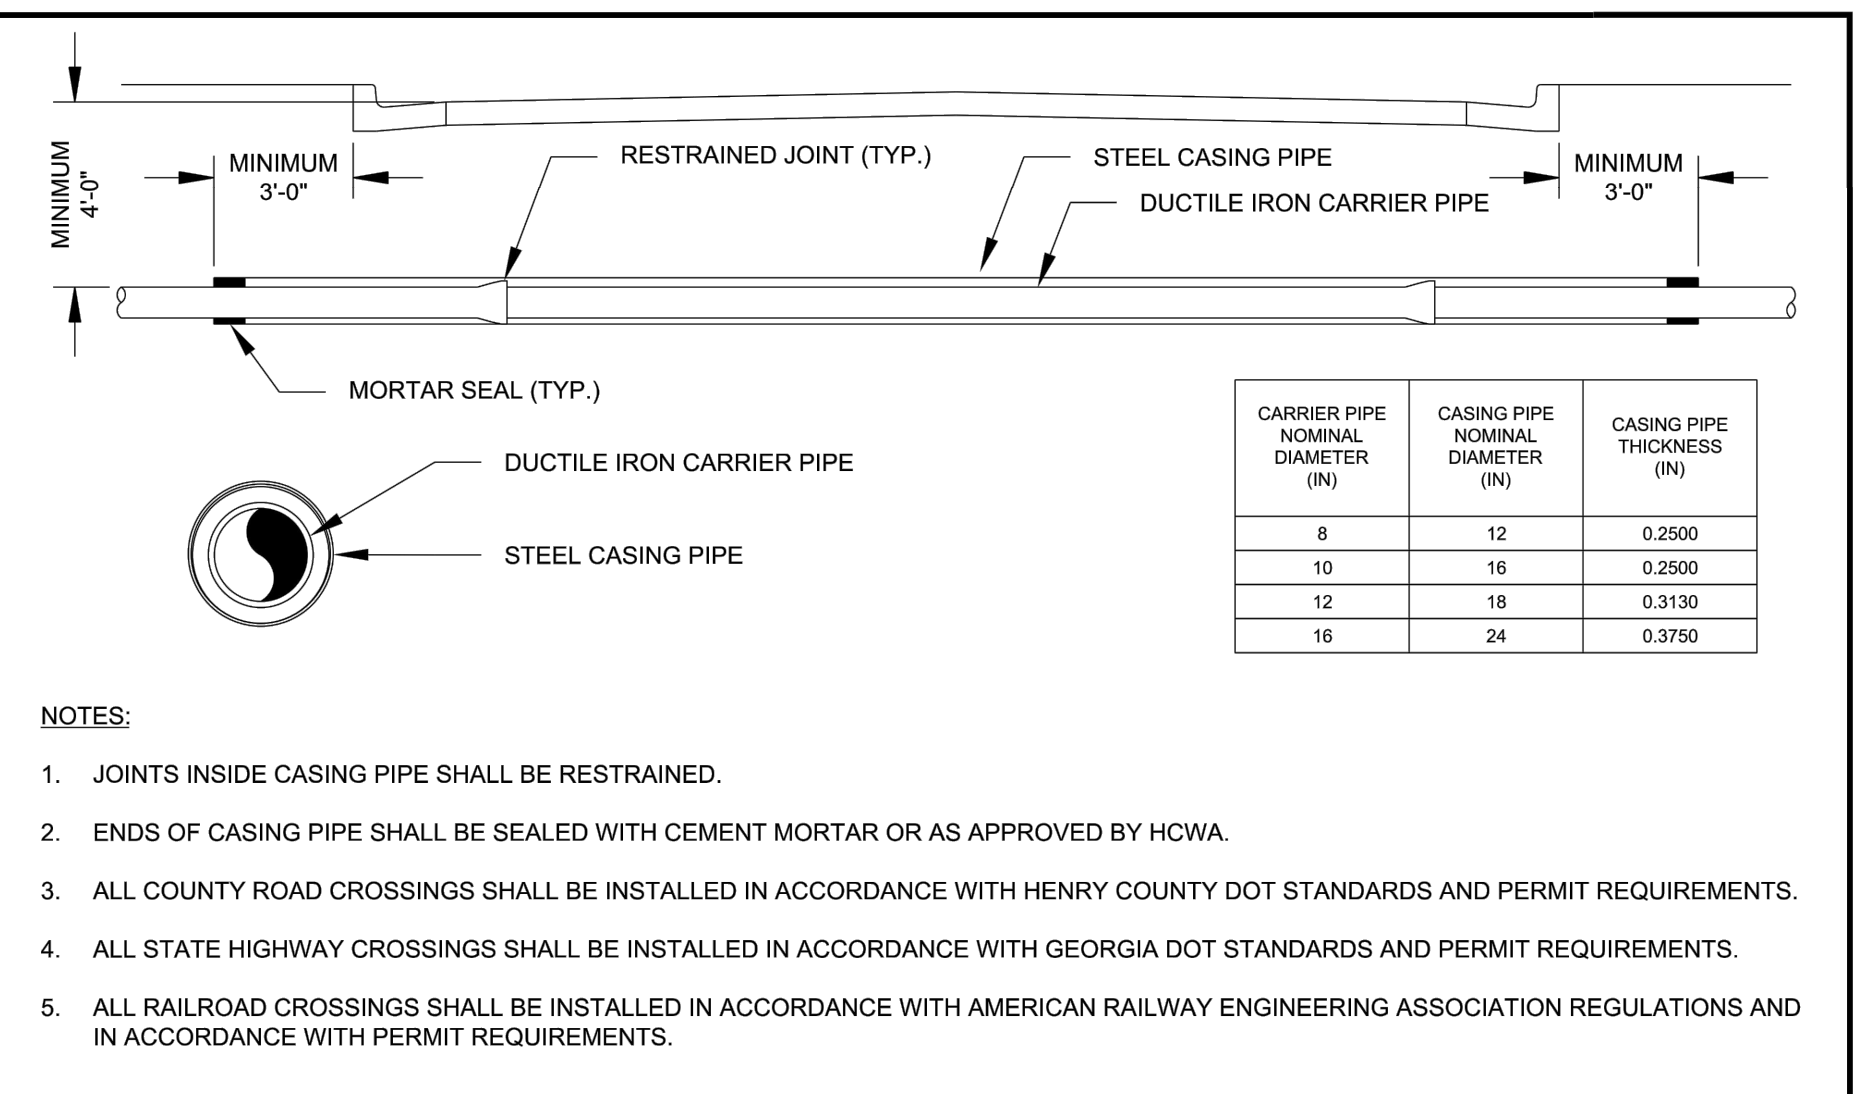 MINIMUM
4'-0"
MINIMUM
3'-0"
RESTRAINED JOINT (TYP.)
STEEL CASING PIPE
DUCTILE IRON CARRIER PIPE
MINIMUM
3'-0"
MORTAR SEAL (TYP.)
DUCTILE IRON CARRIER PIPE
STEEL CASING PIPE
CARRIER PIPE NOMINAL DIAMETER (IN) CASING PIPE NOMINAL DIAMETER (IN) CASING PIPE THICKNESS (IN)
8 12 0.2500
10 16 0.2500
12 18 0.3130
16 24 0.3750
NOTES:
1. JOINTS INSIDE CASING PIPE SHALL BE RESTRAINED.
2. ENDS OF CASING PIPE SHALL BE SEALED WITH CEMENT MORTAR OR AS APPROVED BY HCWA.
3. ALL COUNTY ROAD CROSSINGS SHALL BE INSTALLED IN ACCORDANCE WITH HENRY COUNTY DOT STANDARDS AND PERMIT REQUIREMENTS.
4. ALL STATE HIGHWAY CROSSINGS SHALL BE INSTALLED IN ACCORDANCE WITH GEORGIA DOT STANDARDS AND PERMIT REQUIREMENTS.
5. ALL RAILROAD CROSSINGS SHALL BE INSTALLED IN ACCORDANCE WITH AMERICAN RAILWAY ENGINEERING ASSOCIATION REGULATIONS AND
IN ACCORDANCE WITH PERMIT REQUIREMENTS.